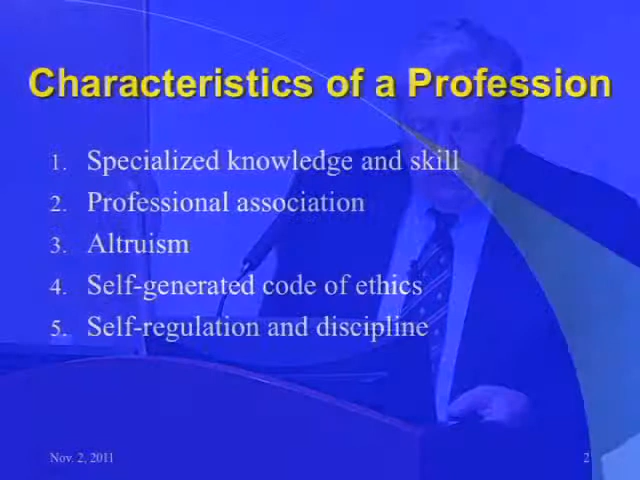 Characteristics of a Profession
1. Specialized knowledge and skill
2. Professional association
3. Altruism
4. Self-generated code of ethics
5. Self-regulation and discipline
Nov. 2, 2011 2